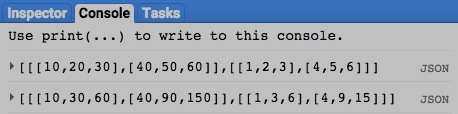 Inspector Console Tasks
Use print(...) to write to this console.
[[[10,20,30],[40,50,60]],[[1,2,3],[4,5,6]]] JSON
[[[10,30,60],[40,90,150]],[[1,3,6],[4,9,15]]] JSON